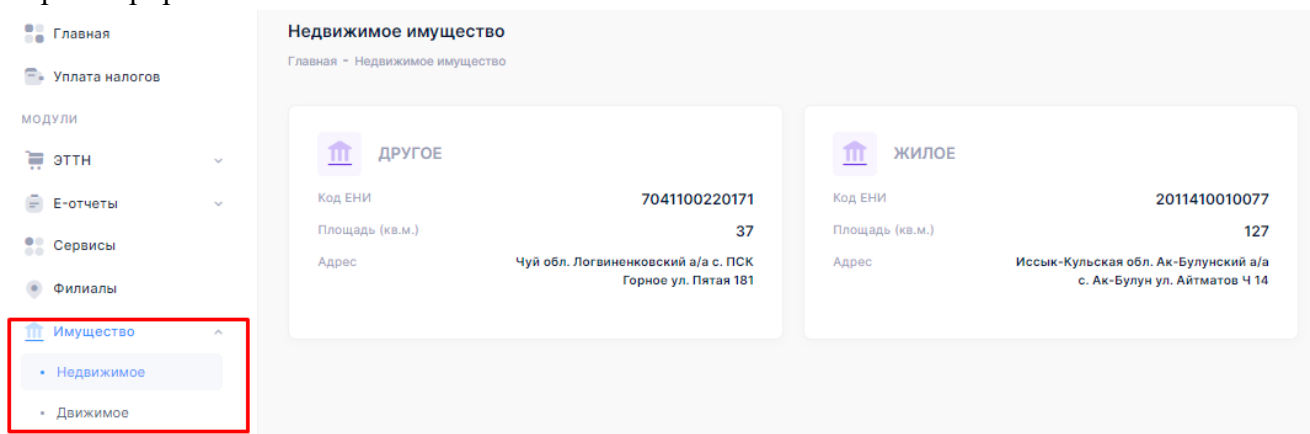 Главная
Уплата налогов
МОДУЛИ
ЭТТН
Е-отчеты
Сервисы
Филиалы
Имущество
• Недвижимое
• Движимое
Недвижимое имущество
Главная - Недвижимое имущество
ДРУГОЕ
Код ЕНИ 7041100220171
Площадь (кв.м.) 37
Адрес Чуй обл. Логвиненковский а/а с. ПСК
Горное ул. Пятая 181
ЖИЛОЕ
Код ЕНИ 2011410010077
Площадь (кв.м.) 127
Адрес Иссык-Кульская обл. Ак-Булунский а/а
с. Ак-Булун ул. Айтматов Ч 14